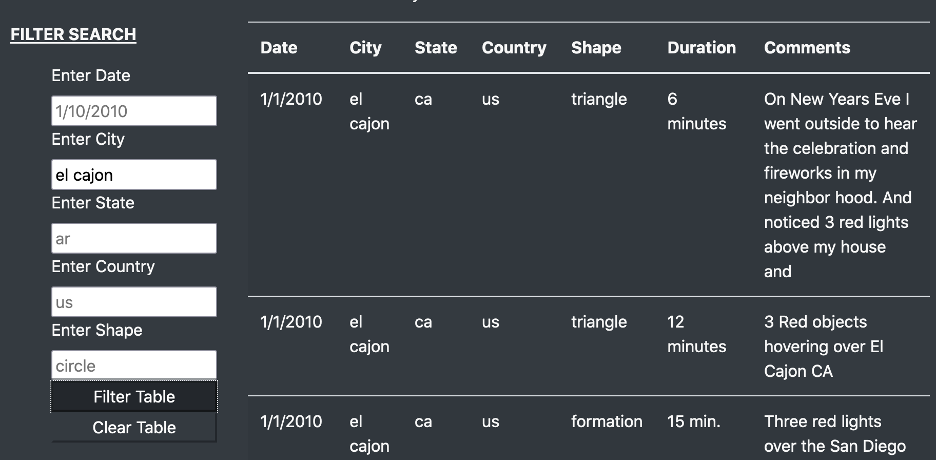 FILTER SEARCH
Enter Date
1/10/2010
Enter City
el cajon
Enter State
ar
Enter Country
us
Enter Shape
circle
Filter Table
Clear Table
Date City State Country Shape Duration Comments
1/1/2010 el ca us triangle 6 On New Years Eve I
cajon minutes went outside to hear
the celebration and
fireworks in my
neighbor hood. And
noticed 3 red lights
above my house
and
1/1/2010 el ca us triangle 12 3 Red objects
cajon minutes hovering over El
Cajon CA
1/1/2010 el ca us formation 15 min. Three red lights
cajon over the San Diego